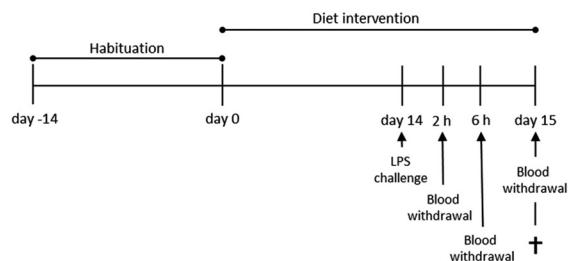 Diet intervention
Habituation
day -14
day 0
day 14
2 h
6 h
day 15
LPS
challenge
Blood
withdrawal
Blood
withdrawal
Blood
withdrawal